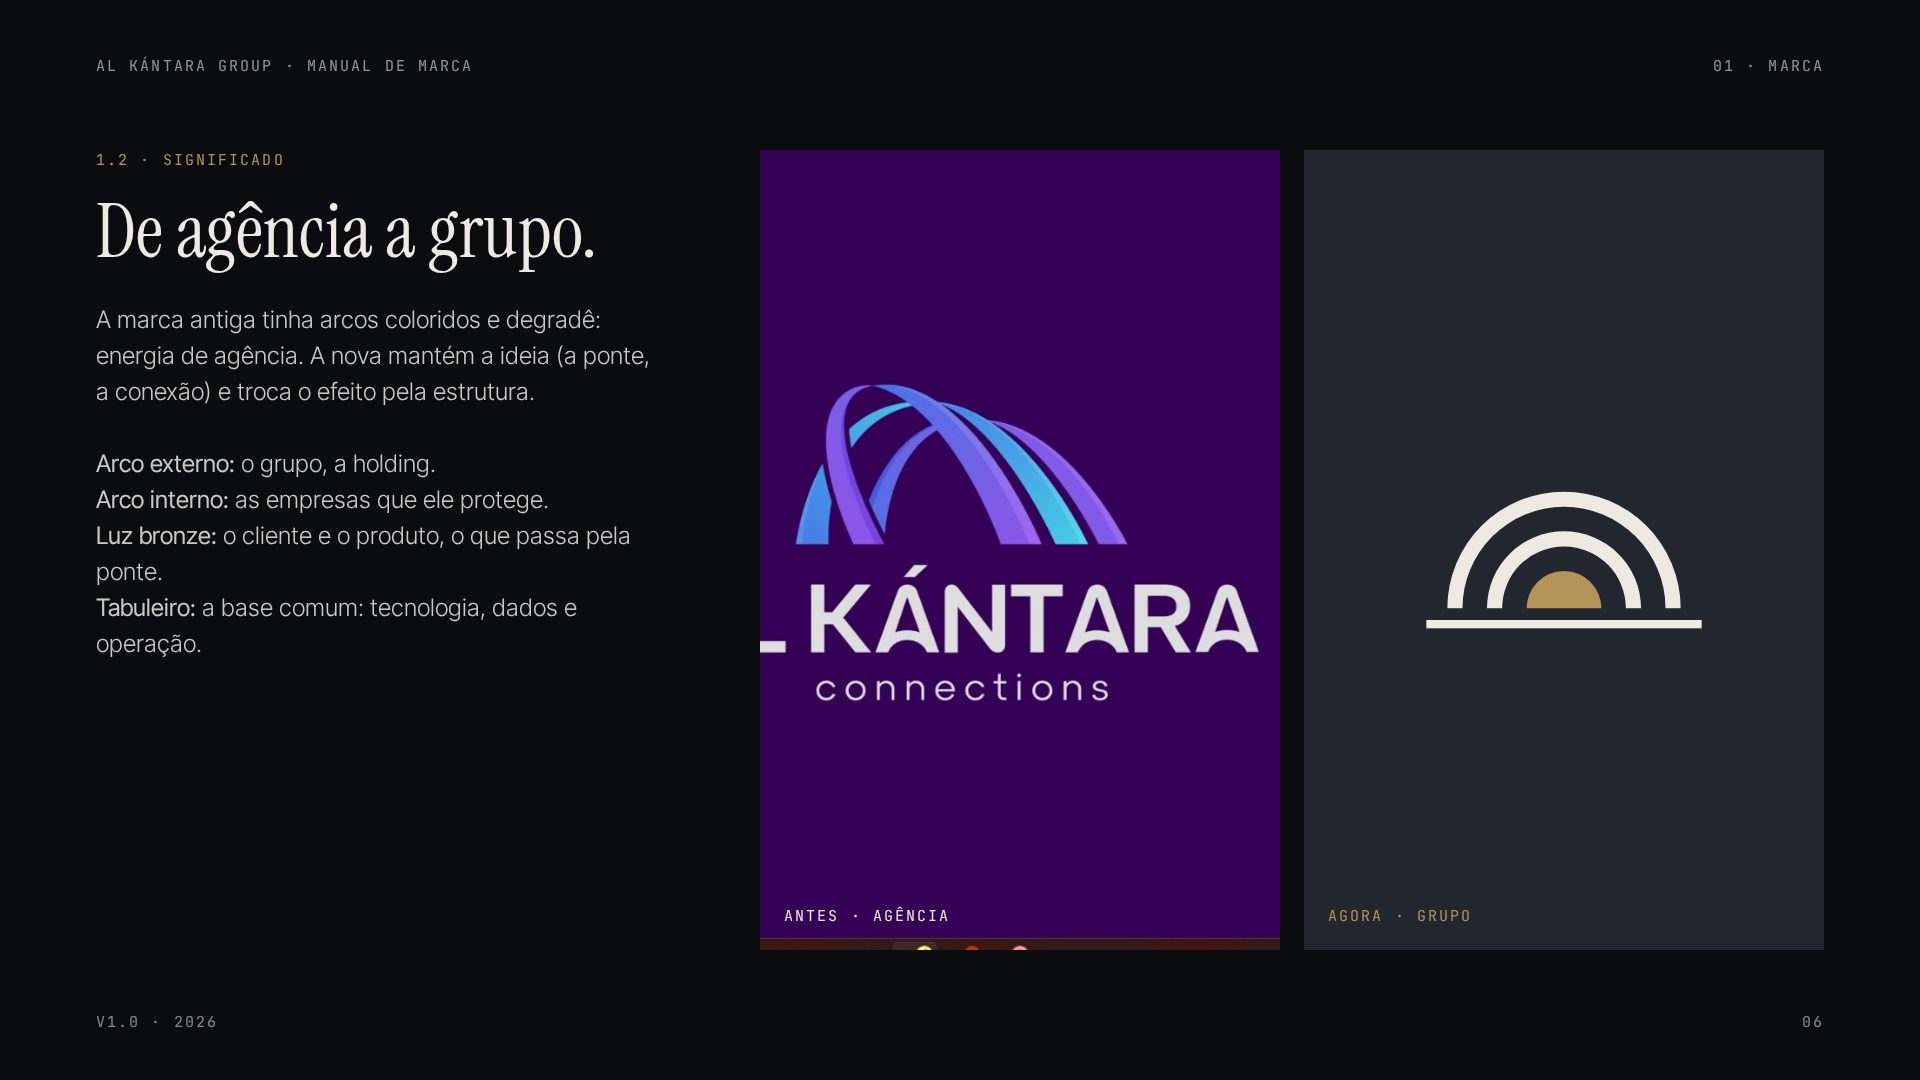 AL KÁNTARA GROUP · MANUAL DE MARCA
01 · MARCA
1.2 · SIGNIFICADO
De agência a grupo.
A marca antiga tinha arcos coloridos e degradê:
energia de agência. A nova mantém a ideia (a ponte,
a conexão) e troca o efeito pela estrutura.
Arco externo: o grupo, a holding.
Arco interno: as empresas que ele protege.
Luz bronze: o cliente e o produto, o que passa pela
ponte.
Tabuleiro: a base comum: tecnologia, dados e
operação.
L KÁNTARA
connections
ANTES · AGÊNCIA
AGORA · GRUPO
V1.0 · 2026
06